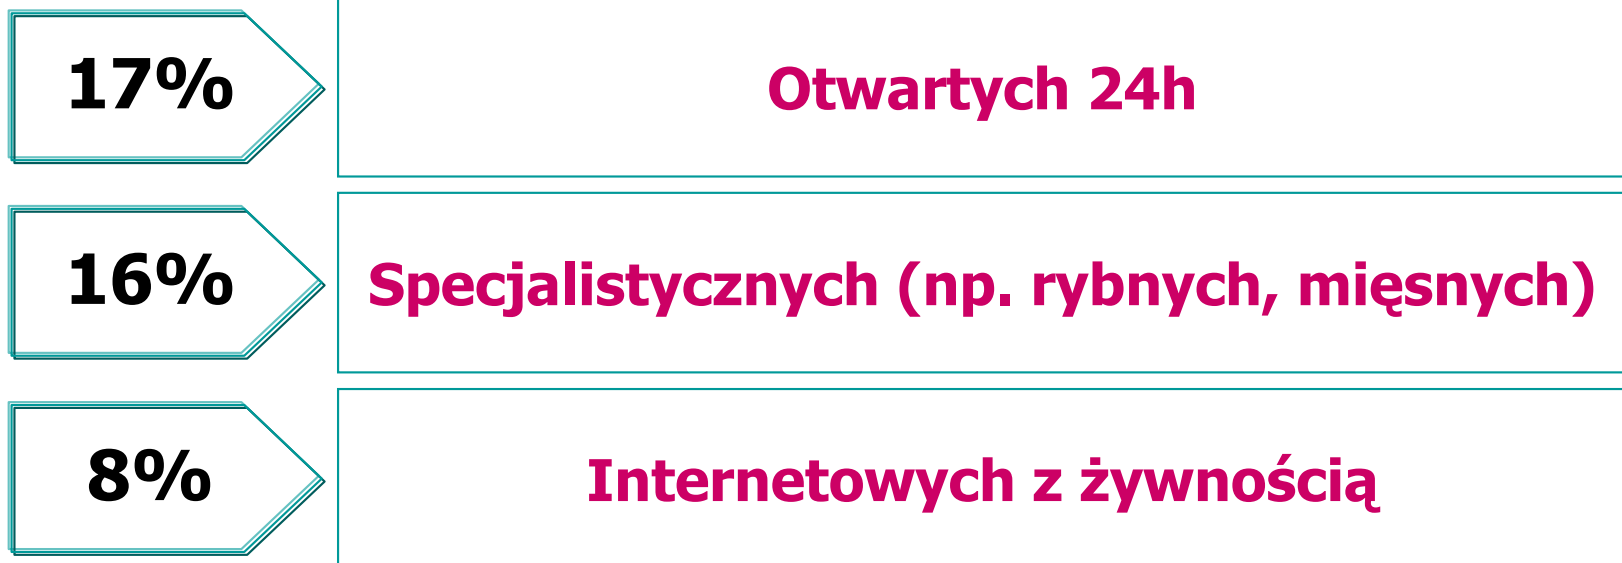 17%
Otwartych 24h
16%
Specjalistycznych (np. rybnych, mięsnych)
8%
Internetowych z żywnością